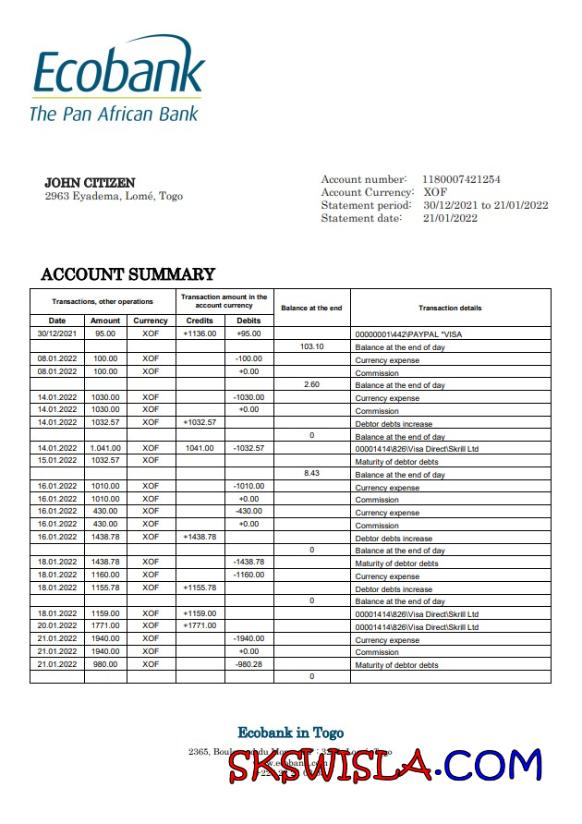 Ecobank
The Pan African Bank
JOHN CITIZEN
2963 Eyadema, Lomé, Togo
Account number: 1180007421254
Account Currency: XOF
Statement period: 30/12/2021 to 21/01/2022
Statement date: 21/01/2022
ACCOUNT SUMMARY
Transactions, other operations Transaction amount in the account currency Balance at the end Transaction details
Date Amount Currency Credits Debits
30/12/2021 95.00 XOF +1136.00 +95.00 00000001\442\PAYPAL "VISA
103.10 Balance at the end of day
08.01.2022 100.00 XOF -100.00 Currency expense
08.01.2022 100.00 XOF +0.00 Commission
2.60 Balance at the end of day
14.01.2022 1030.00 XOF -1030.00 Currency expense
14.01.2022 1030.00 XOF +0.00 Commission
14.01.2022 1032.57 XOF +1032.57 Debtor debts increase
0 Balance at the end of day
14.01.2022 1.041.00 XOF 1041.00 -1032.57 00001414\826\Visa Direct\Skrill Ltd
15.01.2022 1032.57 XOF Maturity of debtor debts
8.43 Balance at the end of day
16.01.2022 1010.00 XOF -1010.00 Currency expense
16.01.2022 1010.00 XOF +0.00 Commission
16.01.2022 430.00 XOF -430.00 Currency expense
16.01.2022 430.00 XOF +0.00 Commission
16.01.2022 1438.78 XOF +1438.78 Debtor debts increase
0 Balance at the end of day
18.01.2022 1438.78 XOF -1438.78 Maturity of debtor debts
18.01.2022 1160.00 XOF -1160.00 Currency expense
18.01.2022 1155.78 XOF +1155.78 Debtor debts increase
0 Balance at the end of day
18.01.2022 1159.00 XOF +1159.00 00001414\826\Visa Direct\Skrill Ltd
20.01.2022 1771.00 XOF +1771.00 00001414\826\Visa Direct\Skrill Ltd
21.01.2022 1940.00 XOF -1940.00 Currency expense
21.01.2022 1940.00 XOF +0.00 Commission
21.01.2022 980.00 XOF -980.28 Maturity of debtor debts
0
Ecobank in Togo
2365,
SKSWISLA.COM